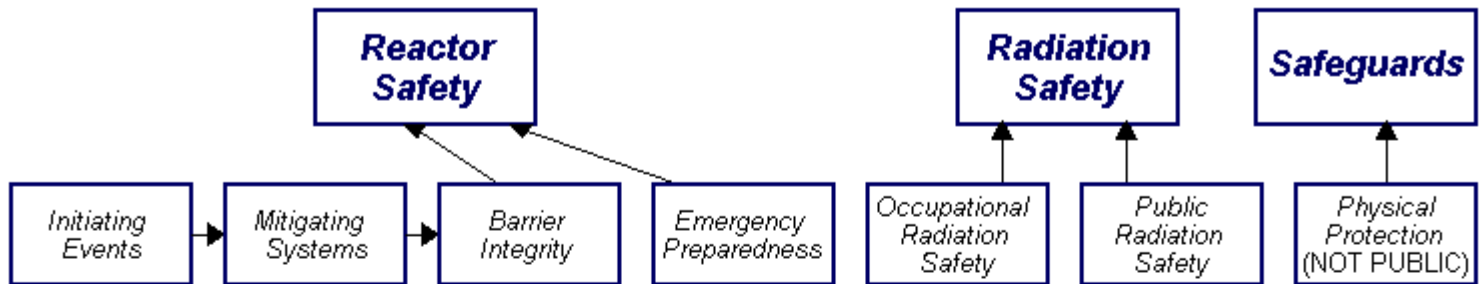 Reactor
Safety
Radiation
Safety
Safeguards
Initiating
Events
Mitigating
Systems
Barrier
Integrity
Emergency
Preparedness
Occupational
Radiation
Safety
Public
Radiation
Safety
Physical
Protection
(NOT PUBLIC)